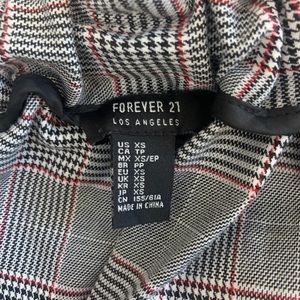 FOREVER 21
LOS ANGELES
US XS
CA TP
MX XS/EP
BR PP
EU XS
UK XS
KR XS
JP XS
CN 155/61A
MADE IN CHINA